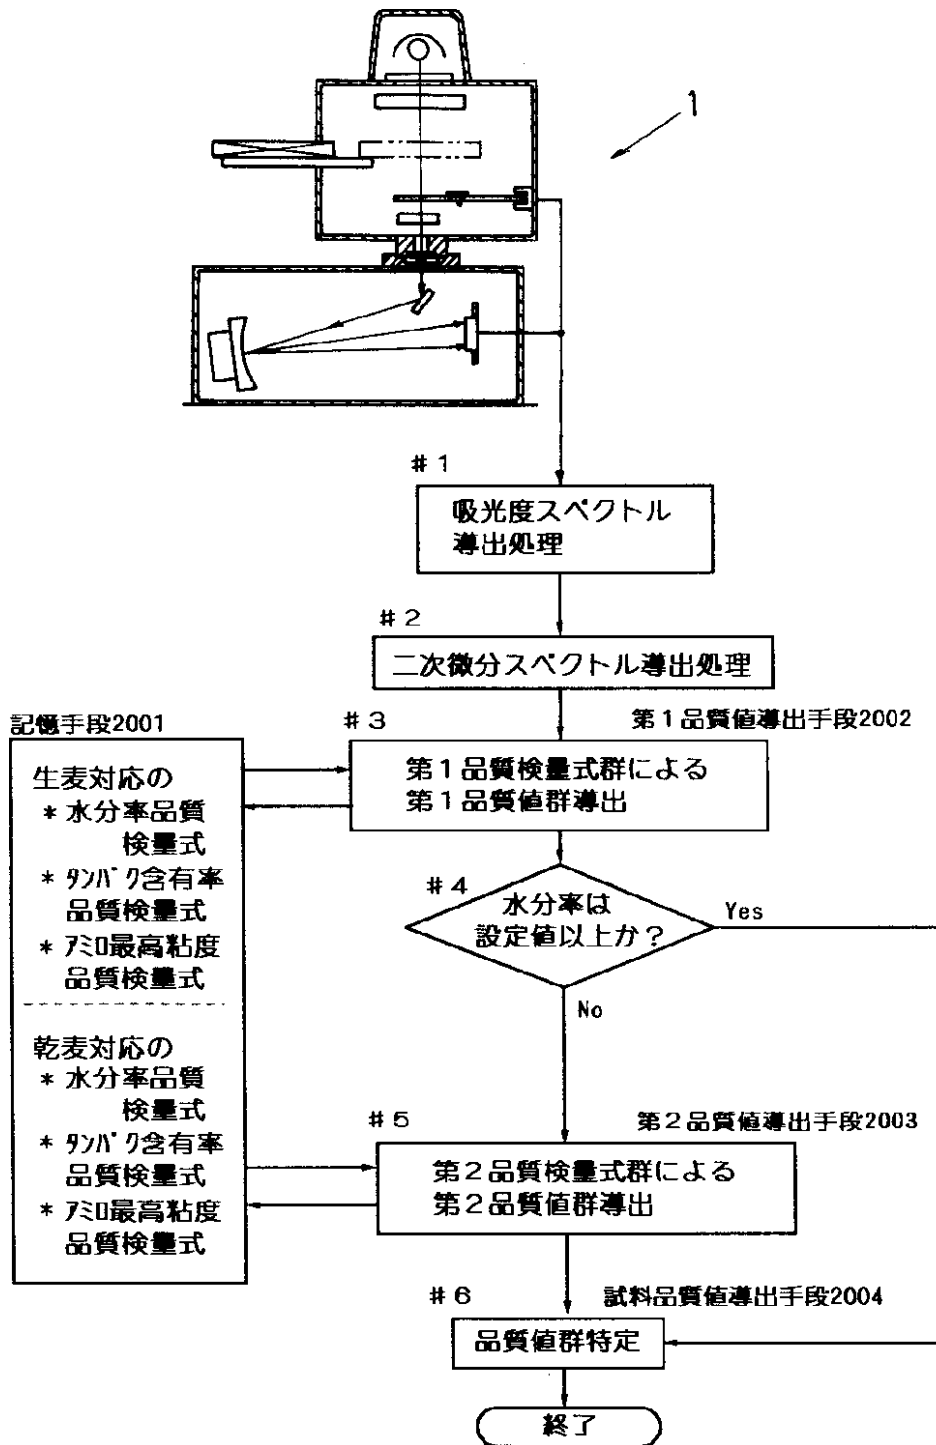 1
#1
吸光度スペクトル
導出処理
#2
二次微分スペクトル導出処理
記憶手段2001
#3
第1品質値導出手段2002
生麦対応の
* 水分率品質
検量式
* タンパク含有率
品質検量式
* アミロ最高粘度
品質検量式
第1品質検量式群による
第1品質値群導出
#4
水分率は
設定値以上か?
Yes
No
乾麦対応の
* 水分率品質
検量式
* タンパク含有率
品質検量式
* アミロ最高粘度
品質検量式
#5
第2品質値導出手段2003
第2品質検量式群による
第2品質値群導出
#6
試料品質値導出手段2004
品質値群特定
終了